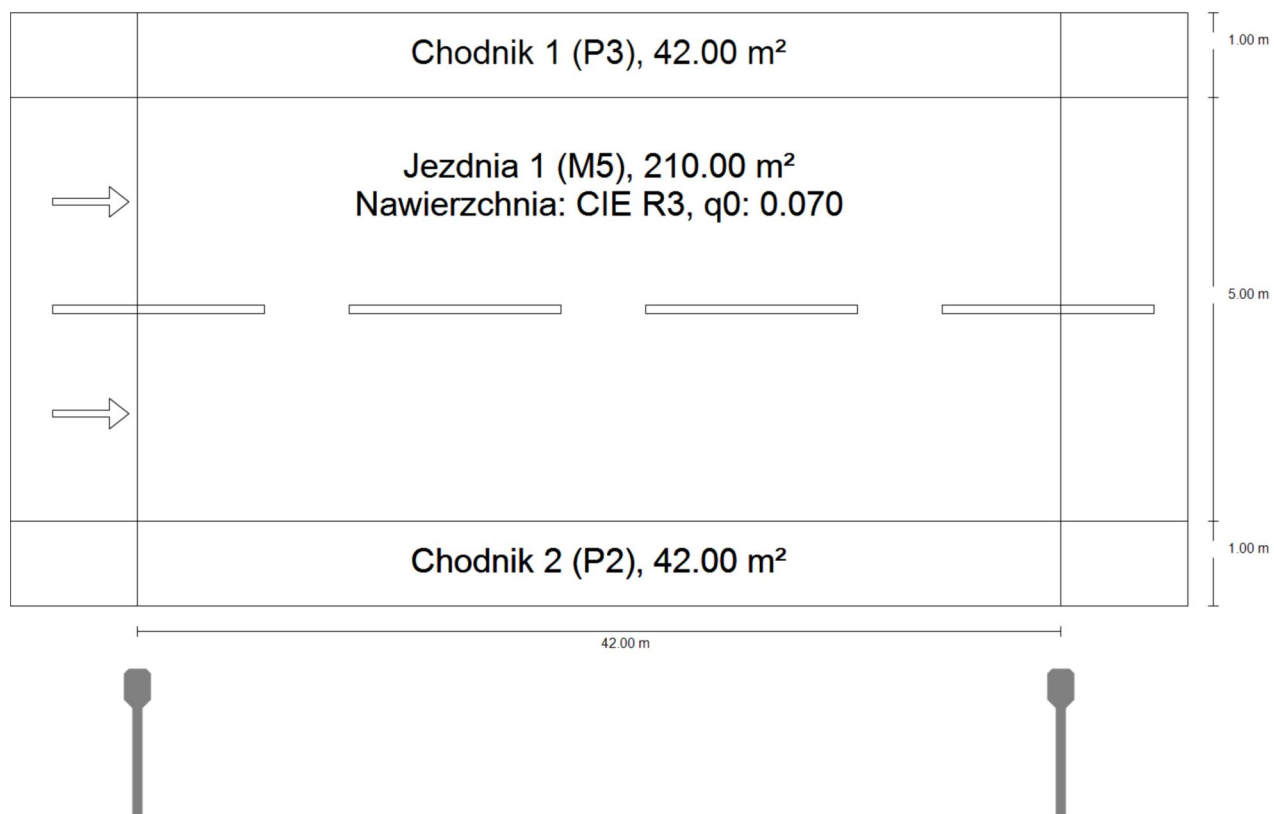 Chodnik 1 (P3), 42.00 m²
1.00 m
Jezdnia 1 (M5), 210.00 m²
Nawierzchnia: CIE R3, q0: 0.070
5.00 m
Chodnik 2 (P2), 42.00 m²
1.00 m
42.00 m